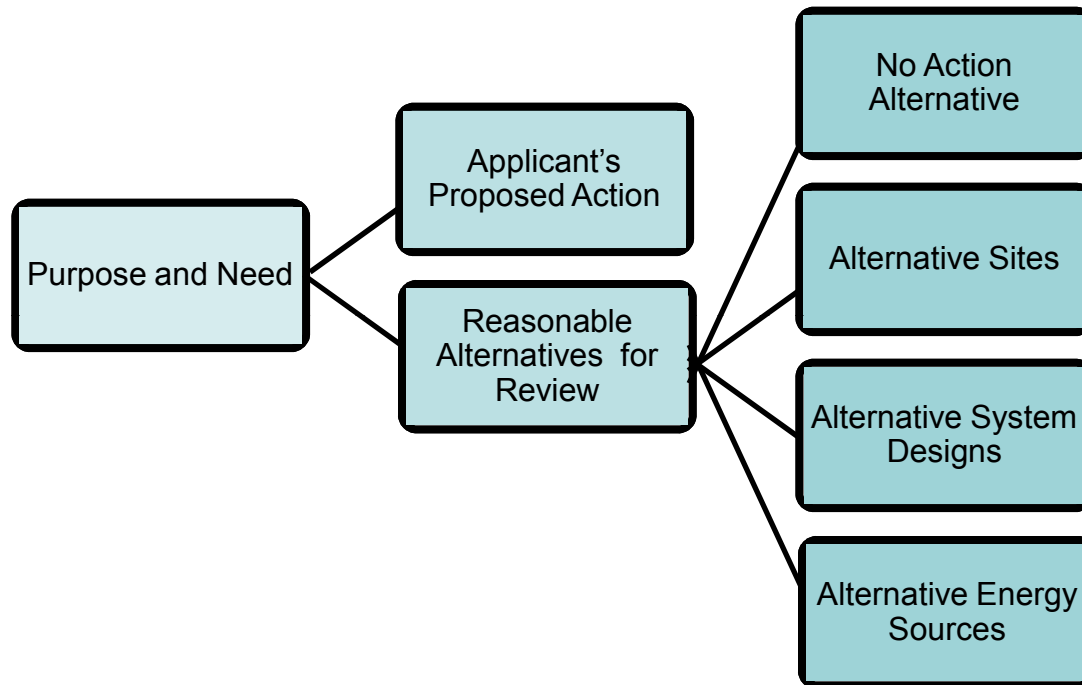 Purpose and Need
Applicant’s
Proposed Action
Reasonable
Alternatives  for
Review
No Action
Alternative
Alternative Sites
Alternative System
Designs
Alternative Energy
Sources